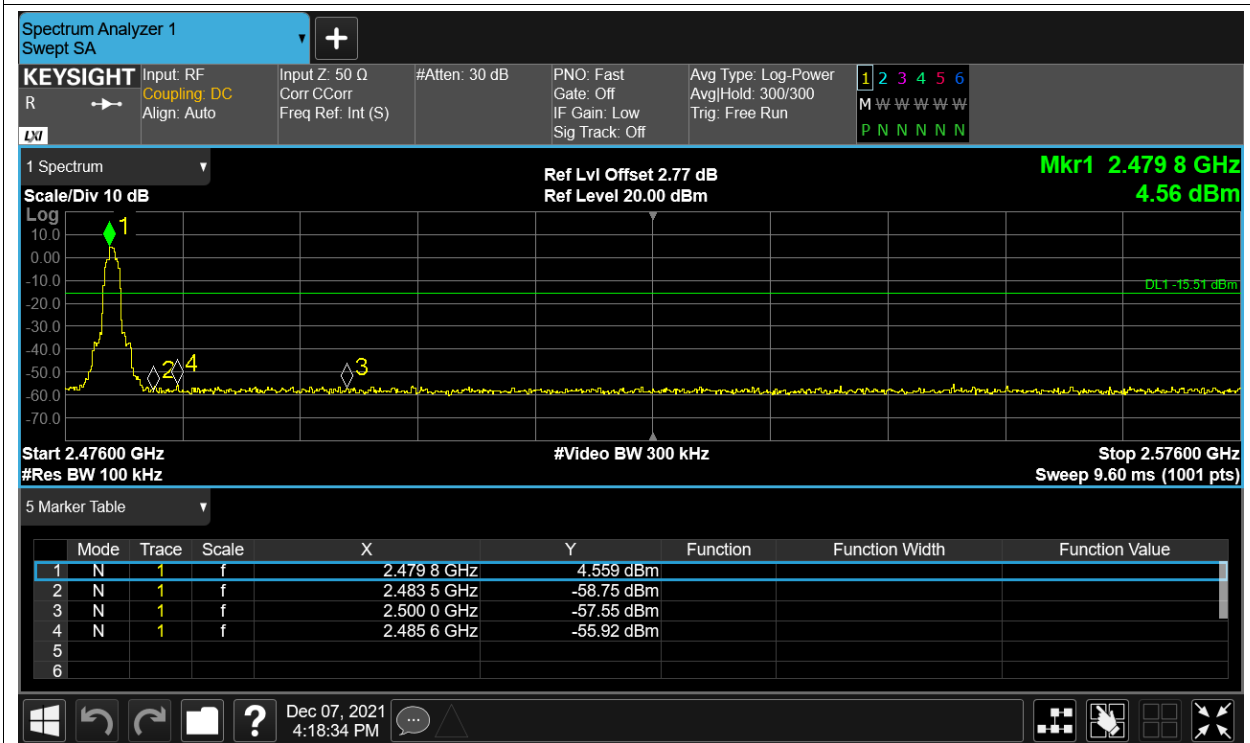 Spectrum Analyzer 1
Swept SA
+
KEYSIGHT Input: RF Input Z: 50 Ω #Atten: 30 dB PNO: Fast Avg Type: Log-Power 1 2 3 4 5 6
R Coupling: DC Corr CCorr Gate: Off Avg|Hold: 300/300 M W W W W W
Align: Auto Freq Ref: Int (S) IF Gain: Low Trig: Free Run
LXI Sig Track: Off P N N N N N
1 Spectrum Ref Lvl Offset 2.77 dB Mkr1 2.479 8 GHz
Scale/Div 10 dB Ref Level 20.00 dBm 4.56 dBm
Log
1
10.0
0.00
-10.0
DL1 -15.51 dBm
-20.0
-30.0
-40.0
2 4 3
-50.0
-60.0
-70.0
Start 2.47600 GHz #Video BW 300 kHz Stop 2.57600 GHz
#Res BW 100 kHz Sweep 9.60 ms (1001 pts)
5 Marker Table
Mode Trace Scale X Y Function Function Width Function Value
1 N 1 f 2.479 8 GHz 4.559 dBm
2 N 1 f 2.483 5 GHz -58.75 dBm
3 N 1 f 2.500 0 GHz -57.55 dBm
4 N 1 f 2.485 6 GHz -55.92 dBm
5
6
? Dec 07, 2021
4:18:34 PM